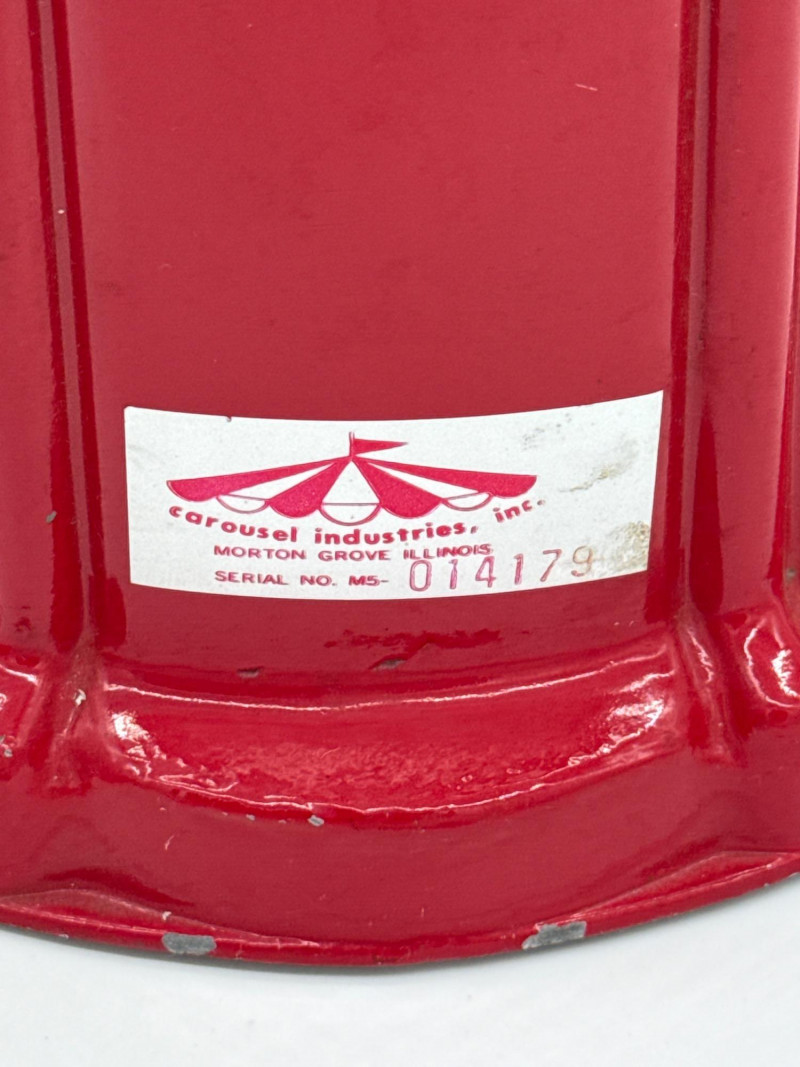 carousel industries, inc.
MORTON GROVE ILLINOIS
SERIAL NO. M5- 014179